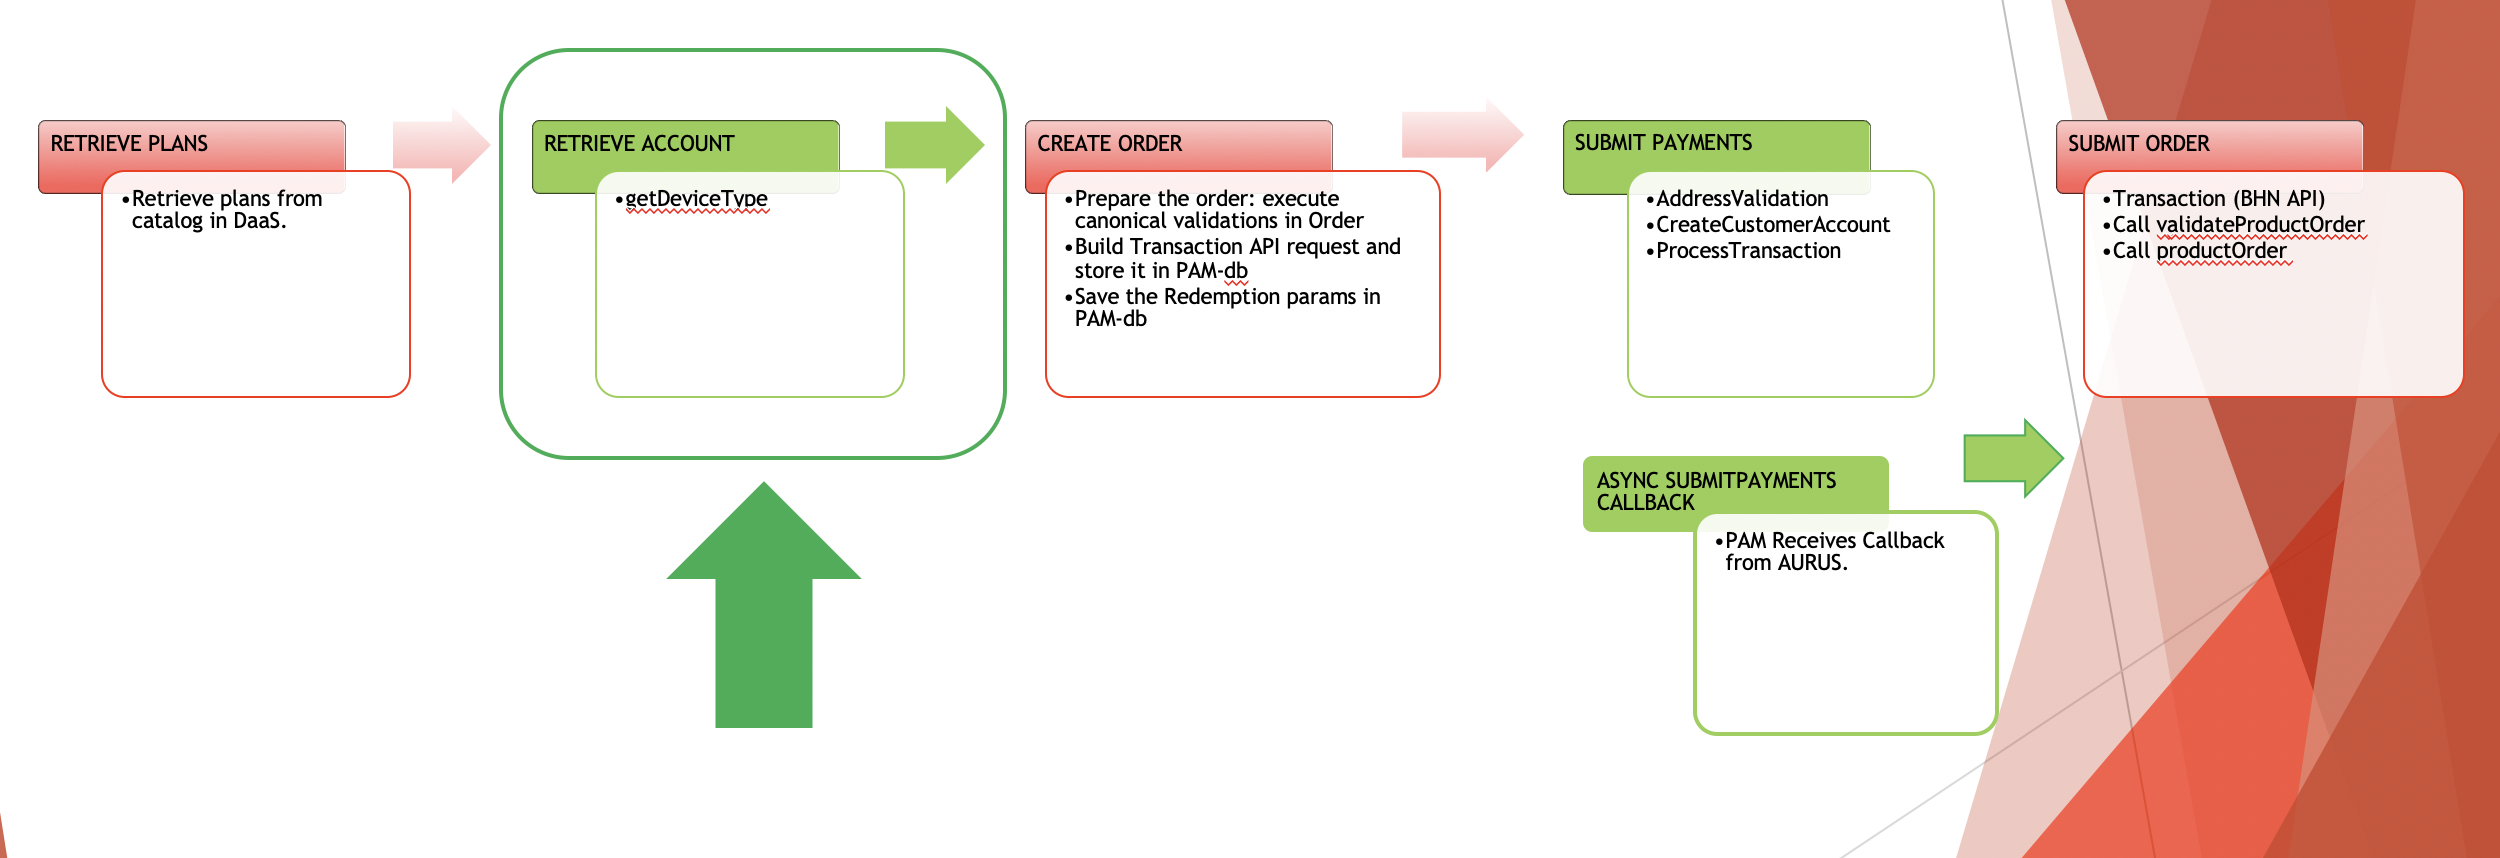 RETRIEVE PLANS
•Retrieve plans from
catalog in DaaS.
RETRIEVE ACCOUNT
•getDeviceType
CREATE ORDER
•Prepare the order: execute
canonical validations in Order
•Build Transaction API request and
store it in PAM-db
•Save the Redemption params in
PAM-db
SUBMIT PAYMENTS
•AddressValidation
•CreateCustomerAccount
•ProcessTransaction
ASYNC SUBMITPAYMENTS
CALLBACK
•PAM Receives Callback
from AURUS.
SUBMIT ORDER
•Transaction (BHN API)
•Call validateProductOrder
•Call productOrder